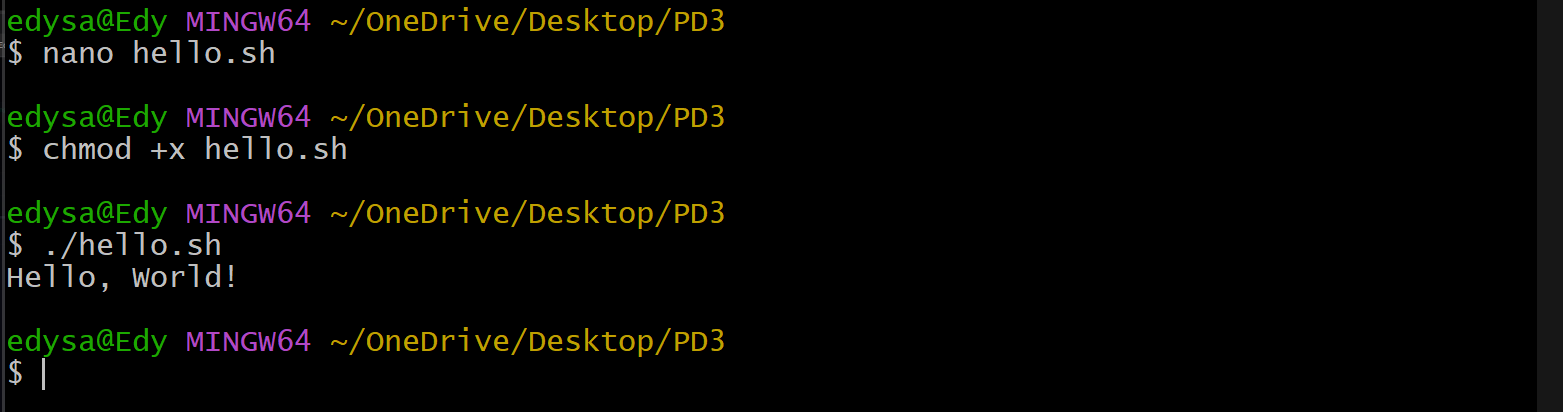 edysa@Edy MINGW64 ~/OneDrive/Desktop/PD3
$ nano hello.sh
edysa@Edy MINGW64 ~/OneDrive/Desktop/PD3
$ chmod +x hello.sh
edysa@Edy MINGW64 ~/OneDrive/Desktop/PD3
$ ./hello.sh
Hello, World!
edysa@Edy MINGW64 ~/OneDrive/Desktop/PD3
$